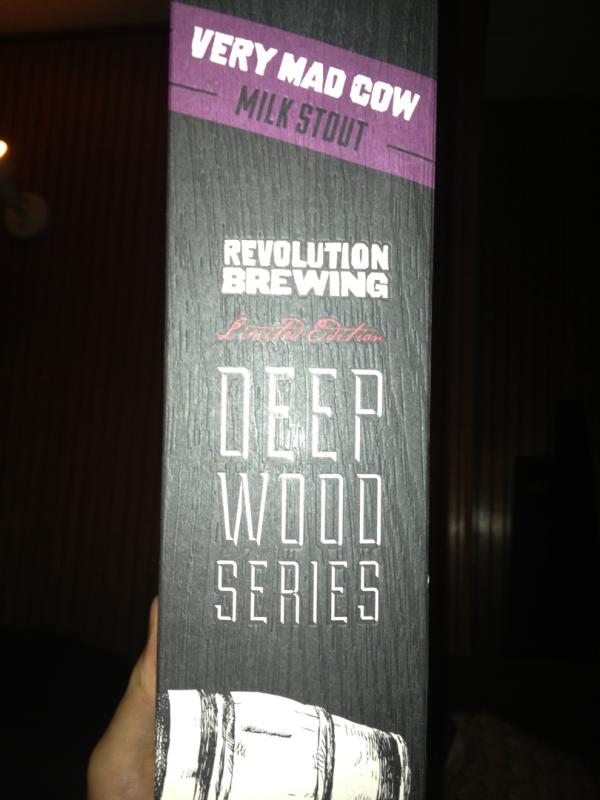 VERY MAD COW
MILK STOUT
REVOLUTION
BREWING
Limited Edition
DEEP
WOOD
SERIES